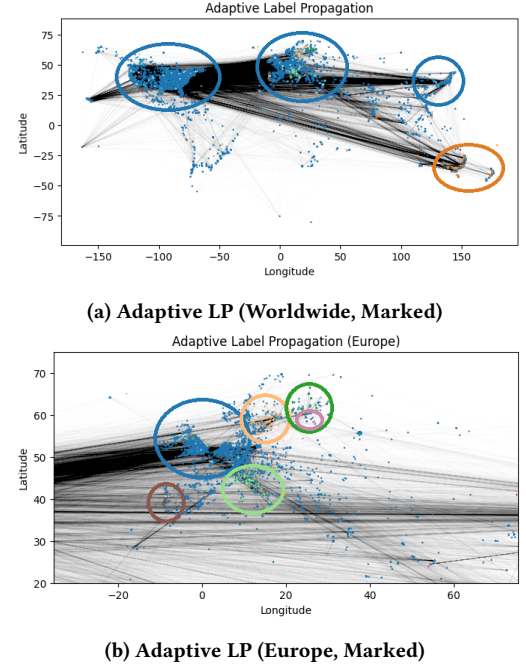 Adaptive Label Propagation
75
50
25
0
−25
−50
−75
Latitude
−150 −100 −50 0 50 100 150
Longitude
(a) Adaptive LP (Worldwide, Marked)
Adaptive Label Propagation (Europe)
70
60
50
40
30
20
Latitude
−20 0 20 40 60
Longitude
(b) Adaptive LP (Europe, Marked)